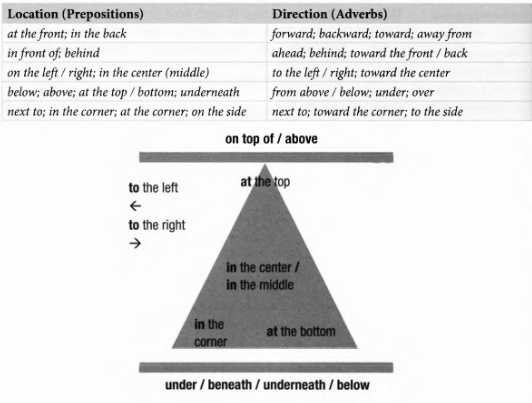 Location (Prepositions) Direction (Adverbs)
at the front; in the back forward; backward; toward; away from
in front of; behind ahead; behind; toward the front / back
on the left / right; in the center (middle) to the left / right; toward the center
below; above; at the top / bottom; underneath from above / below; under; over
next to; in the corner; at the corner; on the side next to; toward the corner; to the side
on top of / above
at the top
to the left
←
to the right
→
in the center /
in the middle
in the
corner
at the bottom
under / beneath / underneath / below